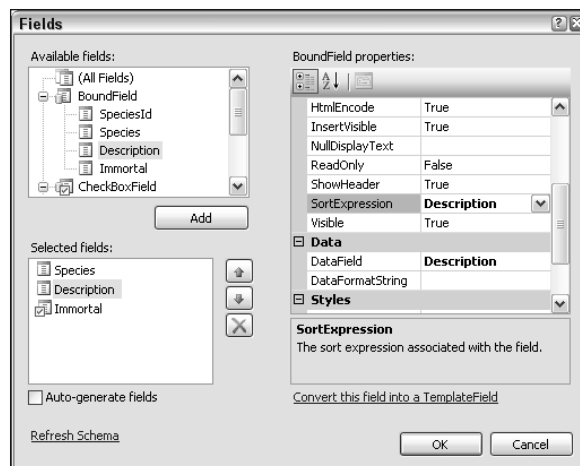 Fields
Available fields:
(All Fields)
BoundField
SpeciesId
Species
Description
Immortal
CheckBoxField
Add
Selected fields:
Species
Description
Immortal
Auto-generate fields
Refresh Schema
BoundField properties:
HtmlEncode True
InsertVisible True
NullDisplayText
ReadOnly False
ShowHeader True
SortExpression Description
Visible True
Data
DataField Description
DataFormatString
Styles
SortExpression
The sort expression associated with the field.
Convert this field into a TemplateField
OK Cancel